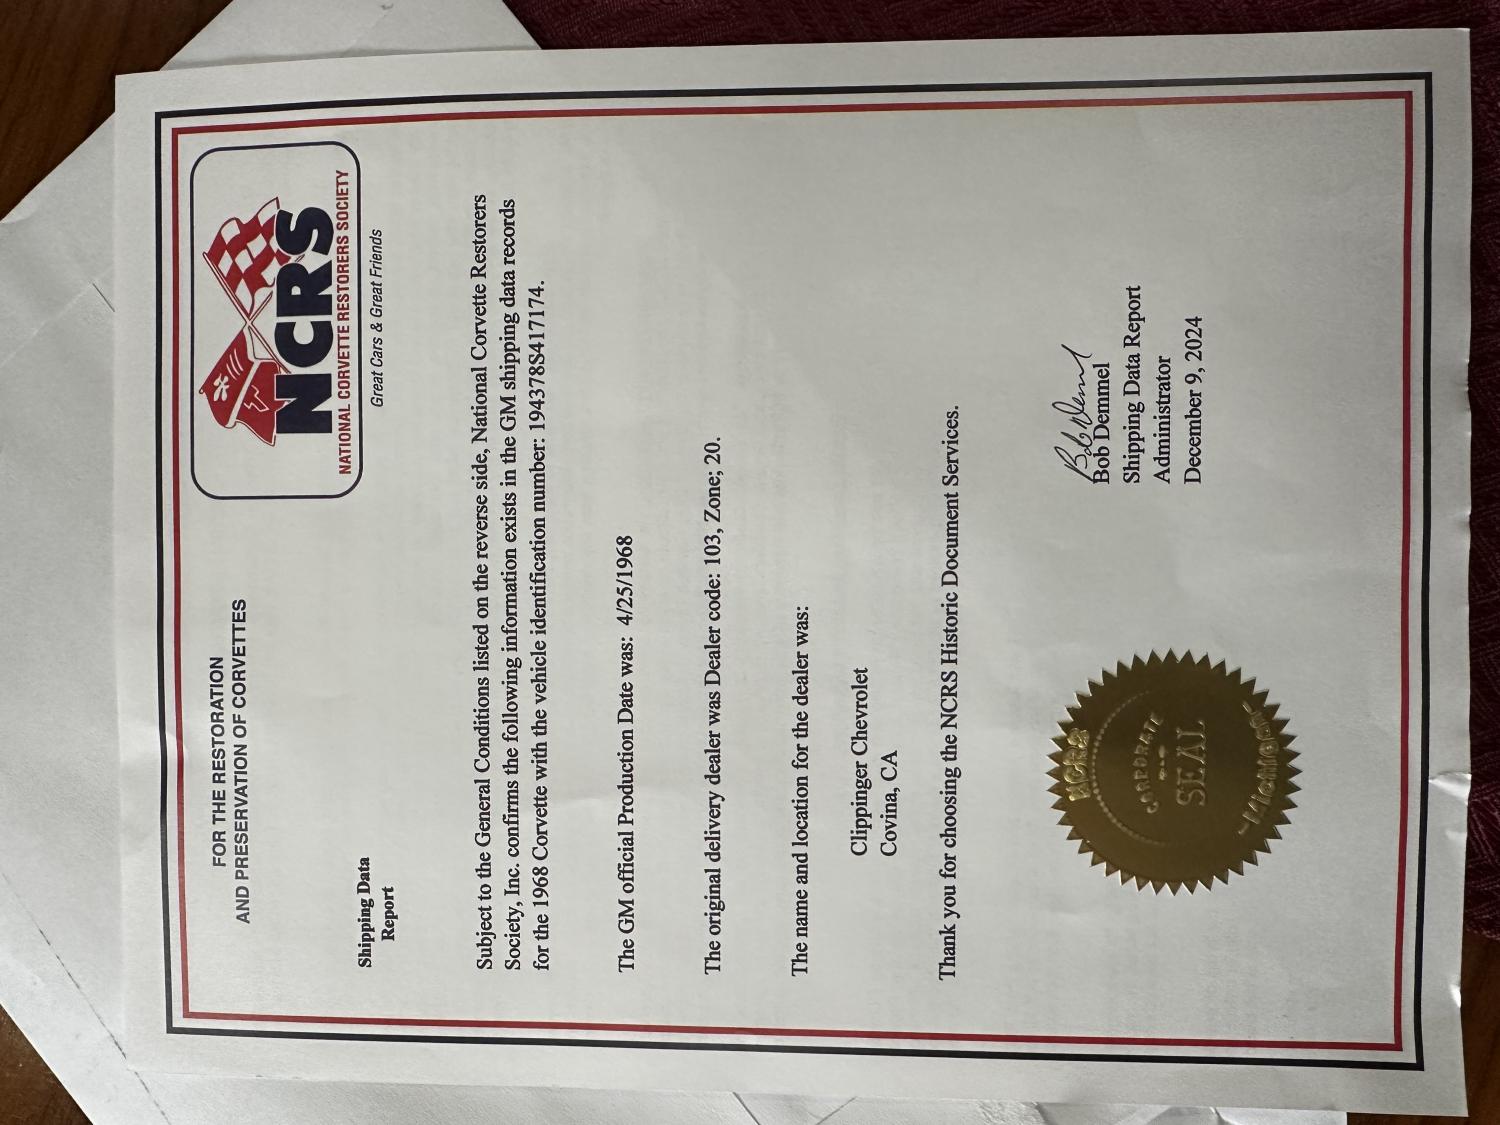 FOR THE RESTORATION
AND PRESERVATION OF CORVETTES
NCRS
NATIONAL CORVETTE RESTORERS SOCIETY
Great Cars & Great Friends
Shipping Data
Report
Subject to the General Conditions listed on the reverse side, National Corvette Restorers
Society, Inc. confirms the following information exists in the GM shipping data records
for the 1968 Corvette with the vehicle identification number: 194378S417174.
The GM official Production Date was: 4/25/1968
The original delivery dealer was Dealer code: 103, Zone; 20.
The name and location for the dealer was:
Clippinger Chevrolet
Covina, CA
Thank you for choosing the NCRS Historic Document Services.
Bob Demmel
Bob Demmel
Shipping Data Report
Administrator
December 9, 2024
NCRS
CORPORATE
SEAL